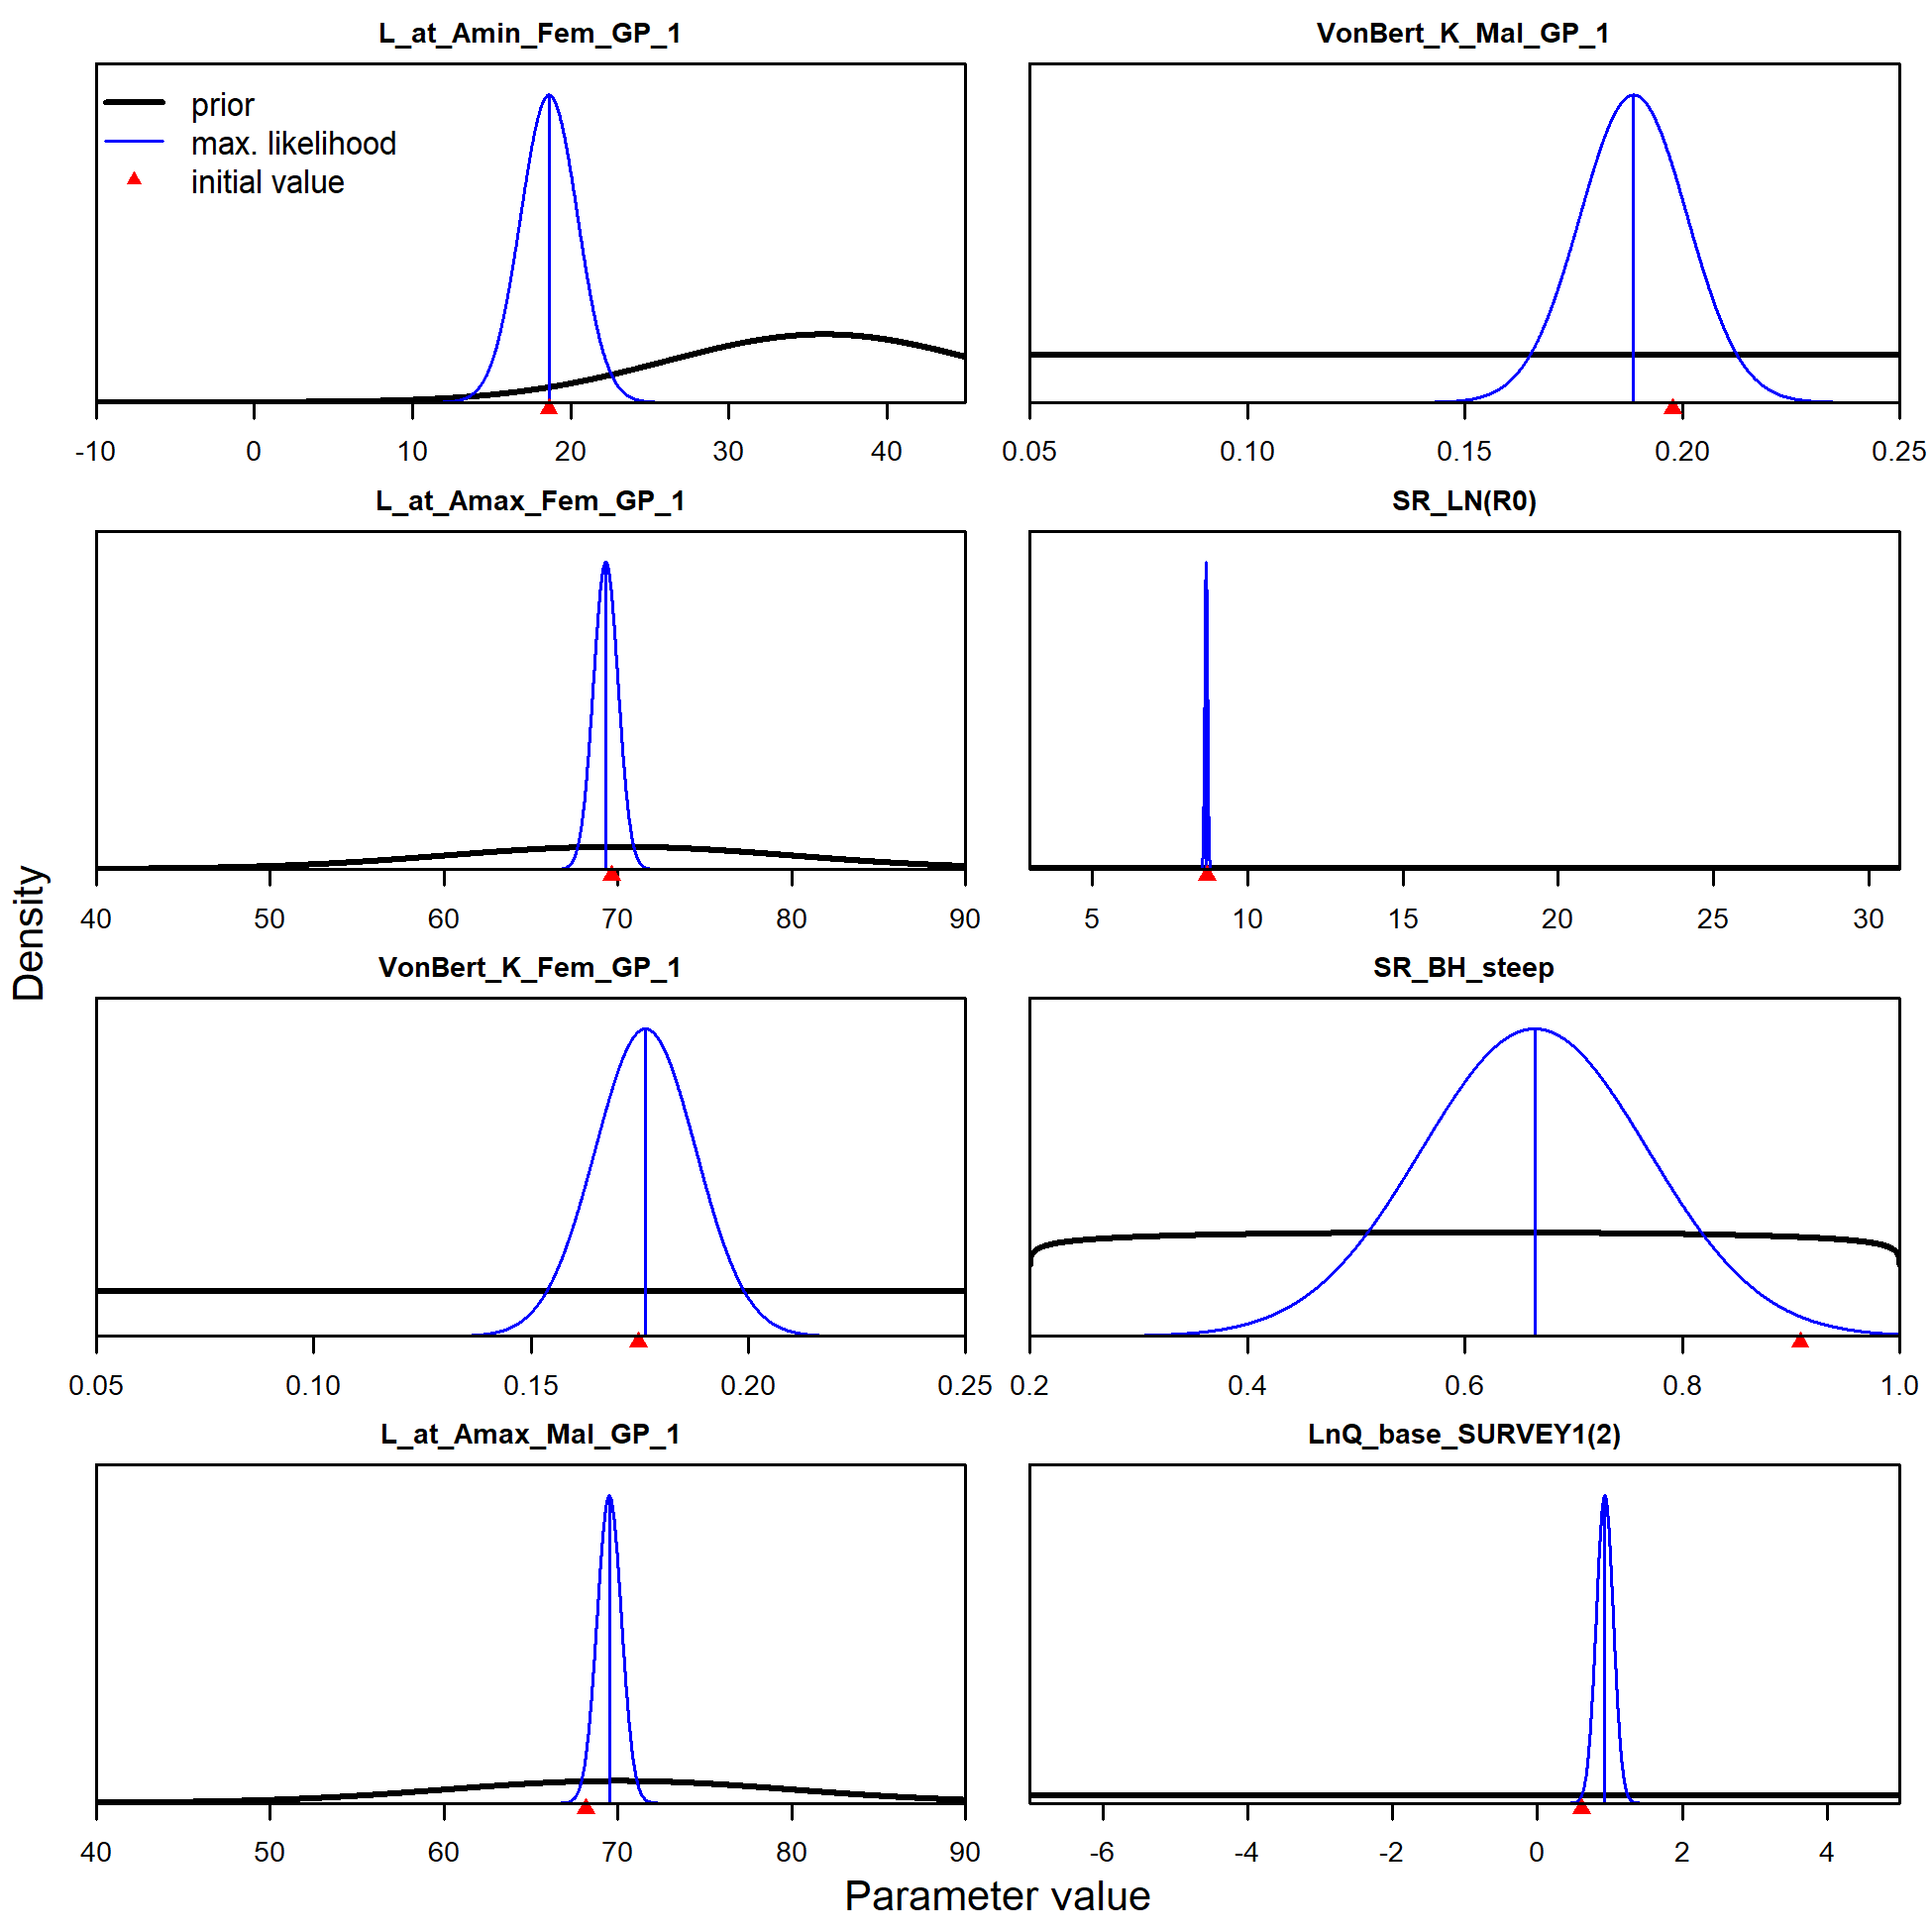 L_at_Amin_Fem_GP_1
prior
max. likelihood
initial value
-10 0 10 20 30 40
VonBert_K_Mal_GP_1
0.05 0.10 0.15 0.20 0.25
L_at_Amax_Fem_GP_1
40 50 60 70 80 90
SR_LN(R0)
5 10 15 20 25 30
VonBert_K_Fem_GP_1
0.05 0.10 0.15 0.20 0.25
SR_BH_steep
0.2 0.4 0.6 0.8 1.0
L_at_Amax_Mal_GP_1
40 50 60 70 80 90
LnQ_base_SURVEY1(2)
-6 -4 -2 0 2 4
Density
Parameter value